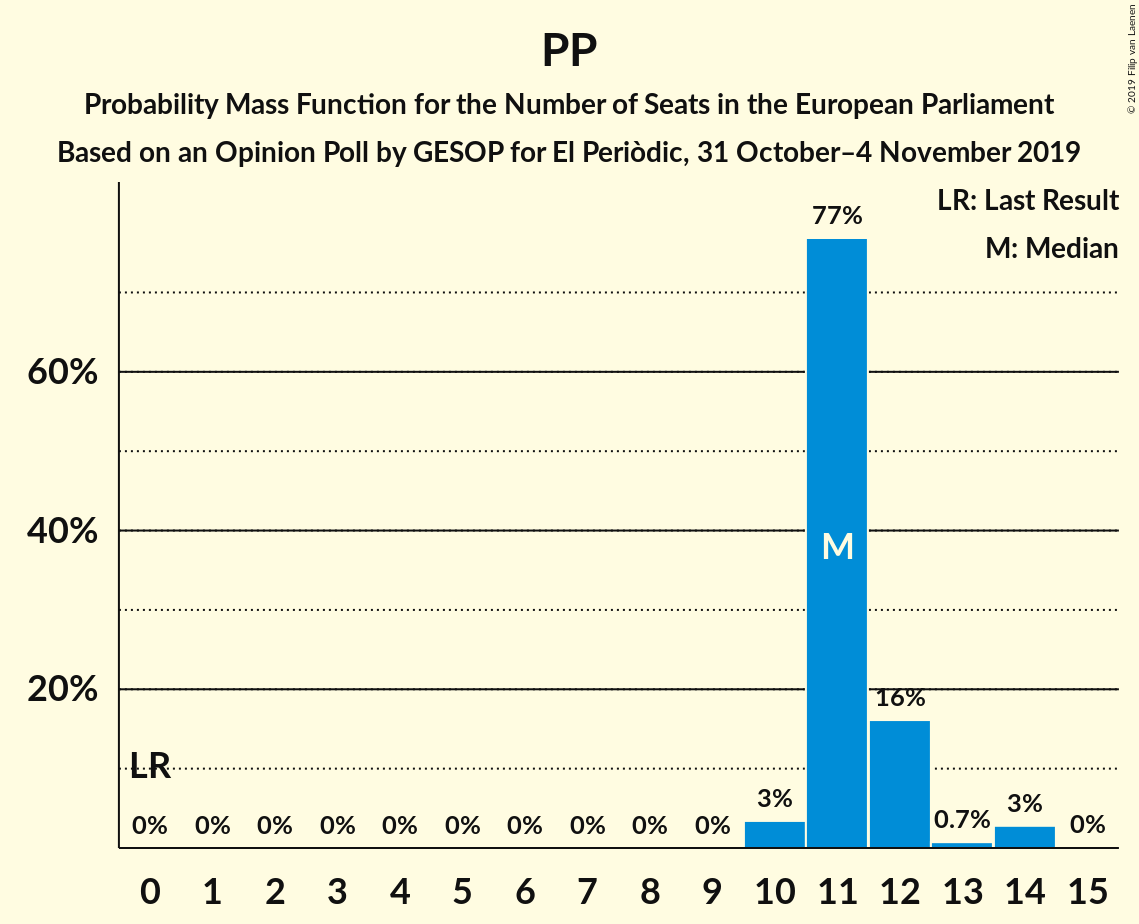 PP
Probability Mass Function for the Number of Seats in the European Parliament
Based on an Opinion Poll by GESOP for El Periòdic, 31 October–4 November 2019
© 2019 Filip van Laenen
LR: Last Result
M: Median
77%
60%
40%
M
20%
16%
LR
0% 0% 0% 0% 0% 0% 0% 0% 0% 0% 3% 0.7% 3% 0%
0 1 2 3 4 5 6 7 8 9 10 11 12 13 14 15